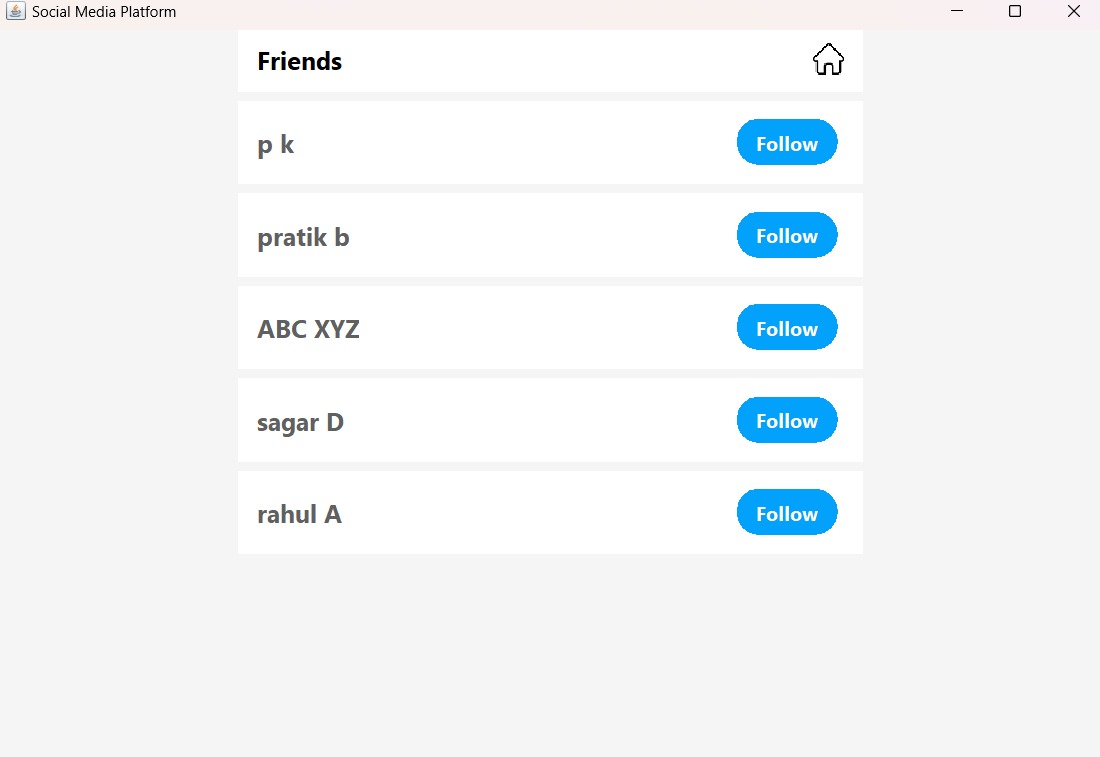 Social Media Platform
Friends
p k
Follow
pratik b
Follow
ABC XYZ
Follow
sagar D
Follow
rahul A
Follow